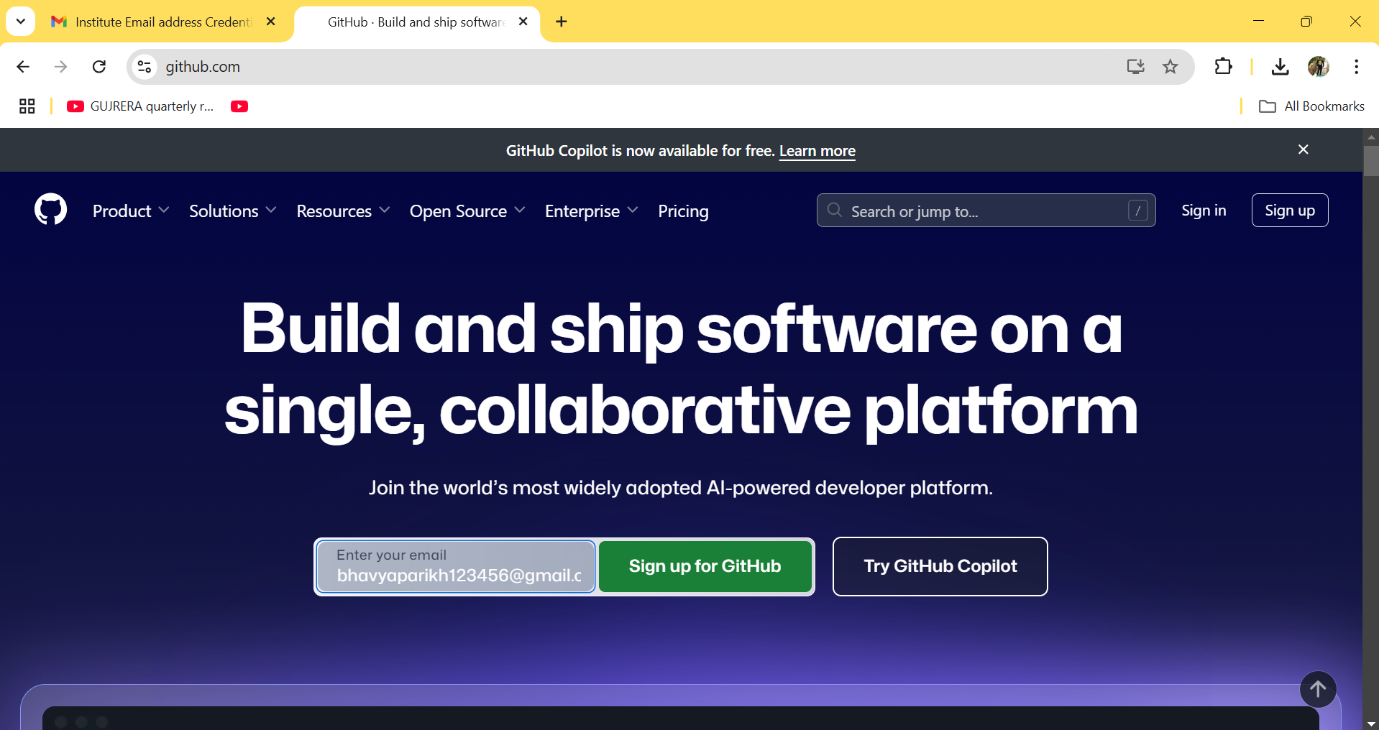 Institute Email address Credenti
GitHub · Build and ship software
github.com
GUJRERA quarterly r...
All Bookmarks
GitHub Copilot is now available for free. Learn more
Product Solutions Resources Open Source Enterprise Pricing
Search or jump to... /
Sign in
Sign up
Build and ship software on a
single, collaborative platform
Join the world's most widely adopted AI-powered developer platform.
Enter your email
bhavyaparikh123456@gmail.c
Sign up for GitHub
Try GitHub Copilot